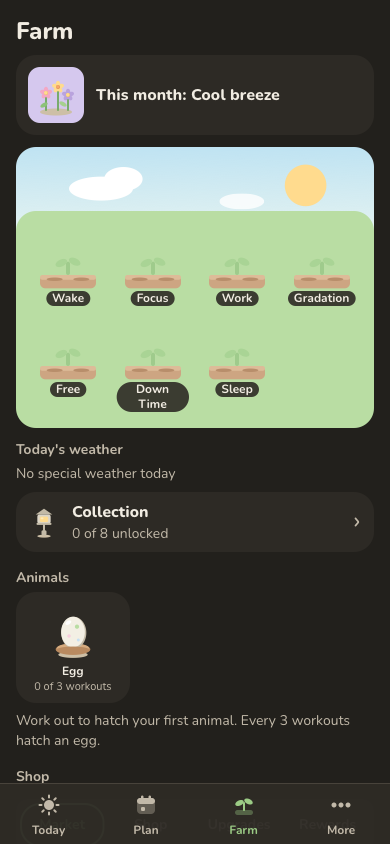 Farm
This month: Cool breeze
Wake
Focus
Work
Gradation
Free
Down
Time
Sleep
Today's weather
No special weather today
Collection
0 of 8 unlocked
›
Animals
Egg
0 of 3 workouts
Work out to hatch your first animal. Every 3 workouts
hatch an egg.
Shop
Today
Plan
Farm
More